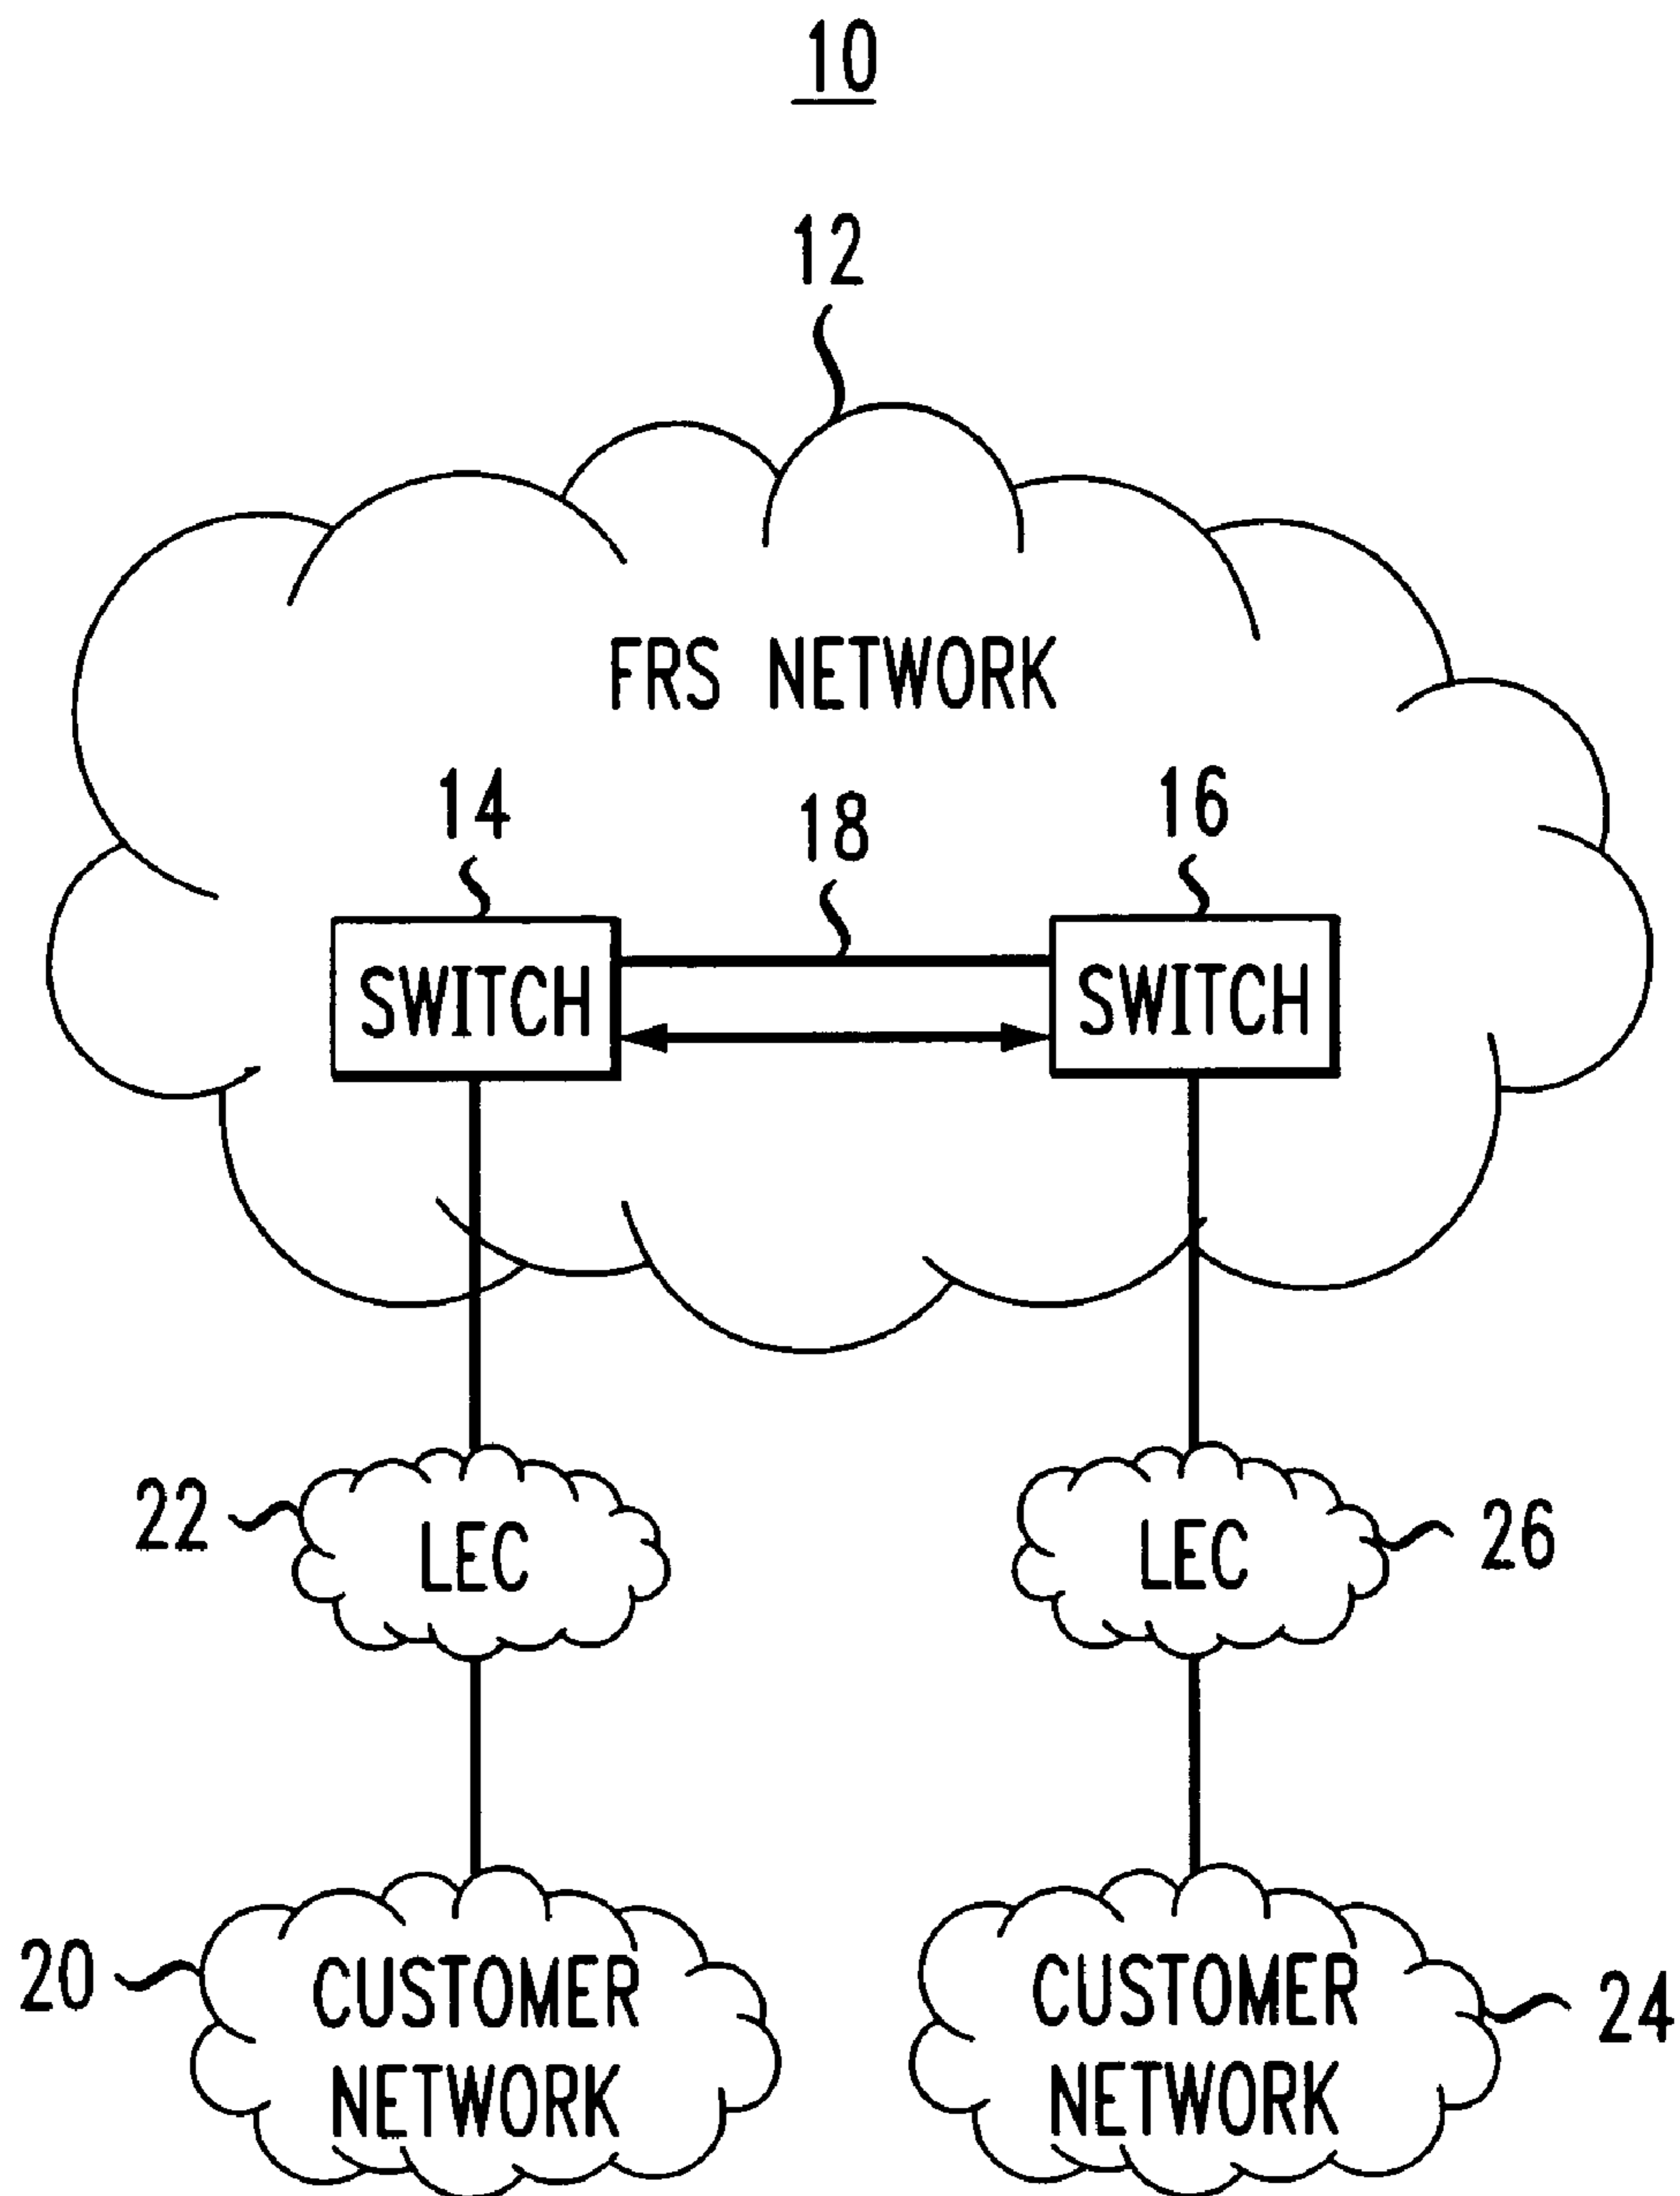 10
12
FRS NETWORK
14
18
16
SWITCH
SWITCH
22
LEC
LEC
26
20
CUSTOMER
NETWORK
CUSTOMER
NETWORK
24